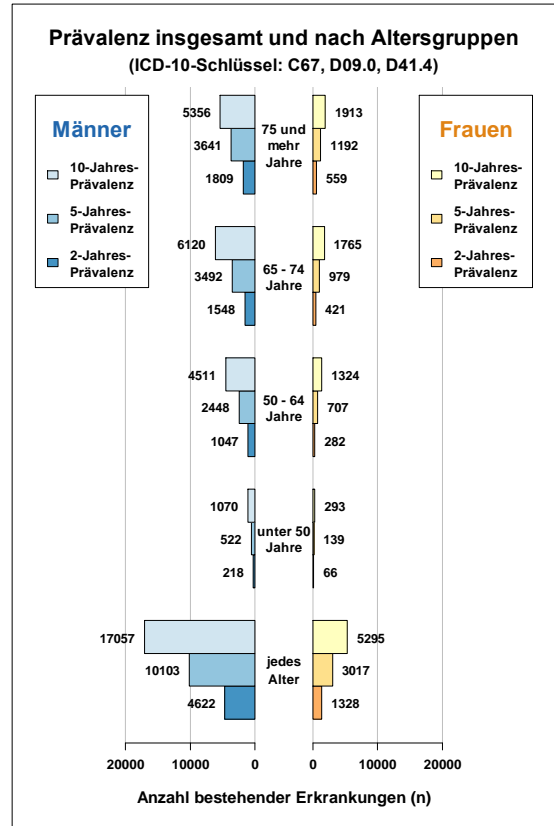 Prävalenz insgesamt und nach Altersgruppen
(ICD-10-Schlüssel: C67, D09.0, D41.4)
Männer
10-Jahres-
Prävalenz
5-Jahres-
Prävalenz
2-Jahres-
Prävalenz
Frauen
10-Jahres-
Prävalenz
5-Jahres-
Prävalenz
2-Jahres-
Prävalenz
5356
3641
1809
75 und
mehr
Jahre
1913
1192
559
6120
3492
1548
65 - 74
Jahre
1765
979
421
4511
2448
1047
50 - 64
Jahre
1324
707
282
1070
522
218
unter 50
Jahre
293
139
66
17057
10103
4622
jedes
Alter
5295
3017
1328
20000 10000 0 0 10000 20000
Anzahl bestehender Erkrankungen (n)